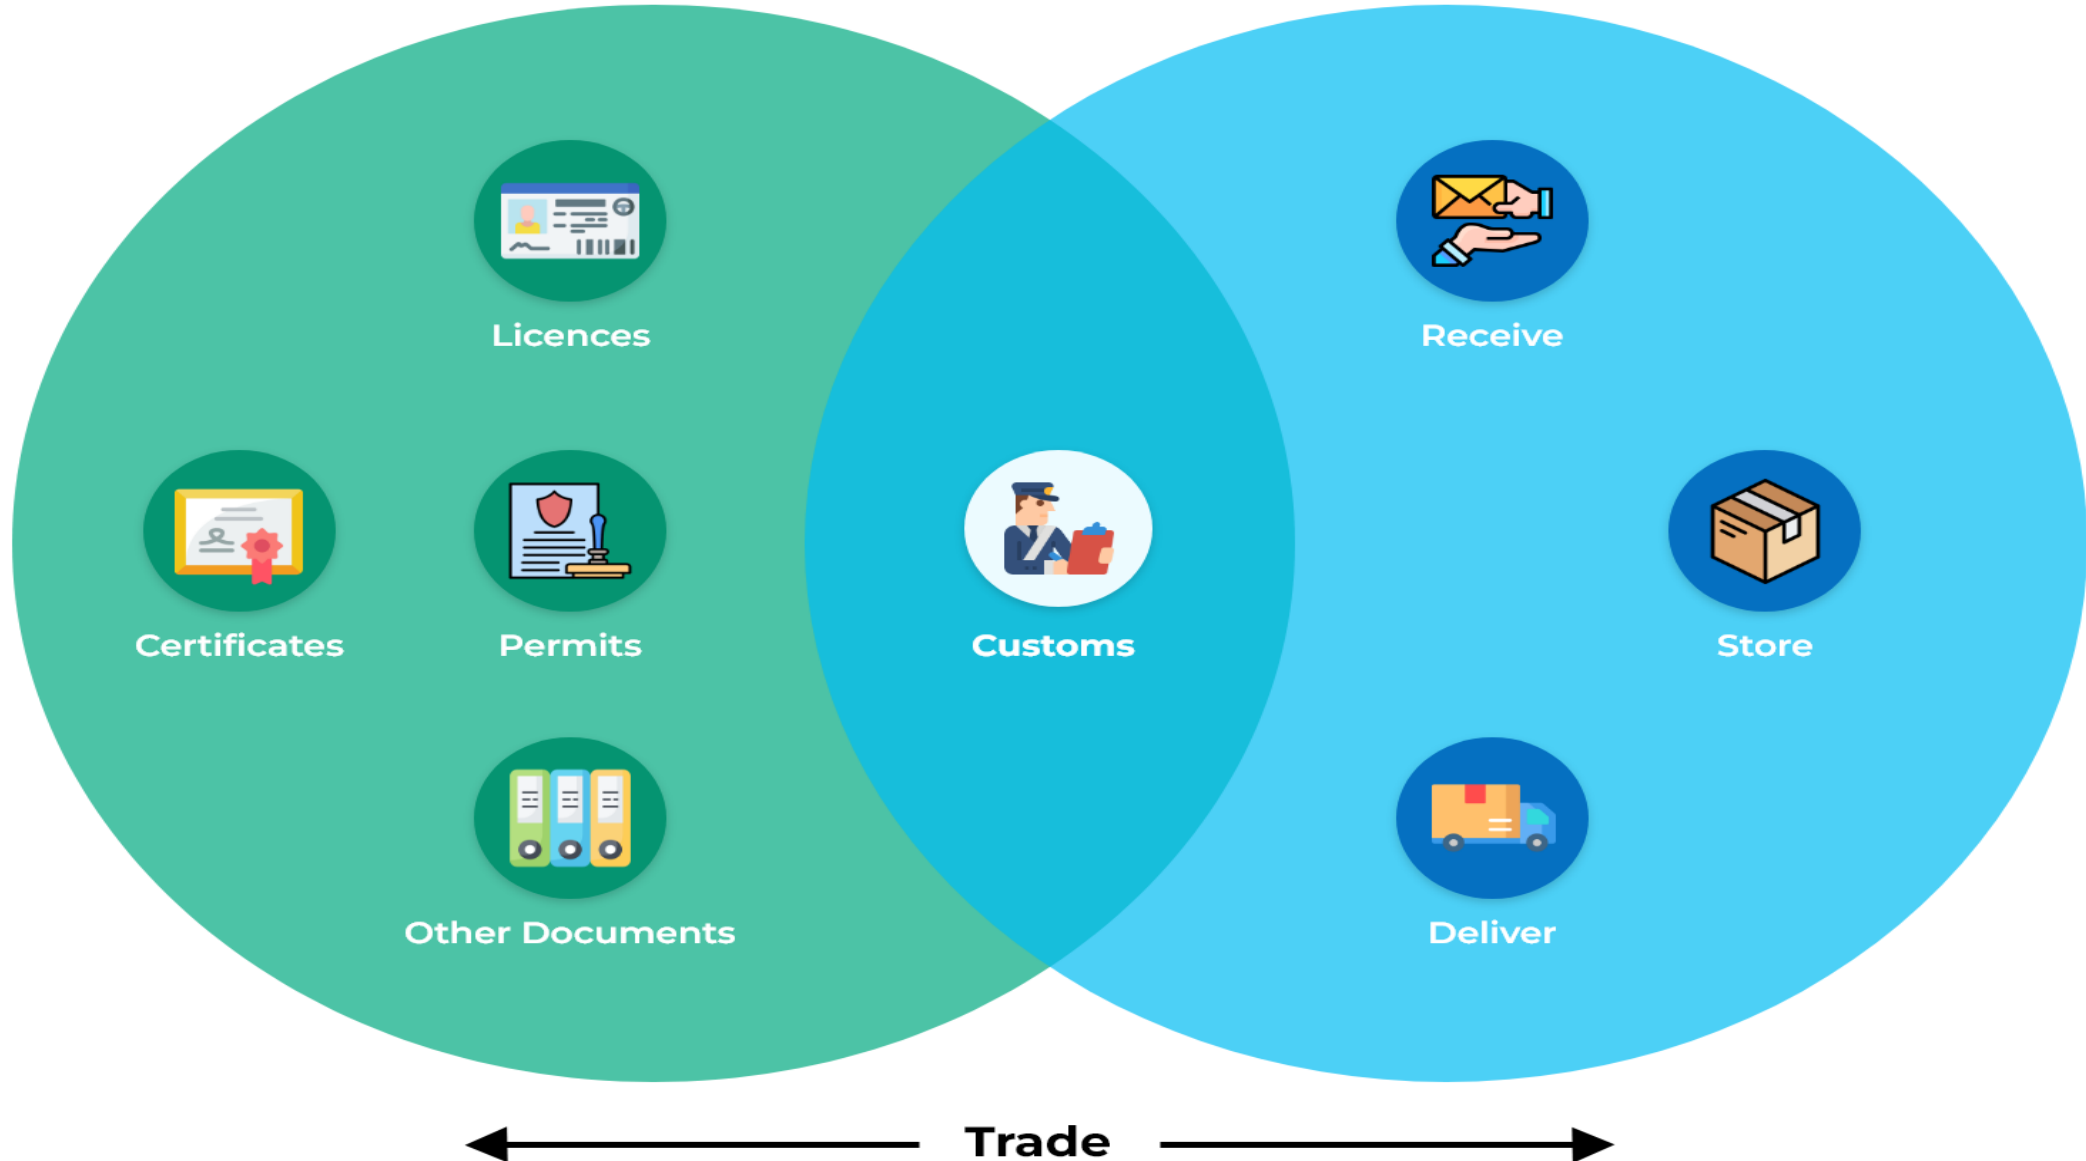 Licences
Receive
Certificates
Permits
Customs
Store
Other Documents
Deliver
Trade